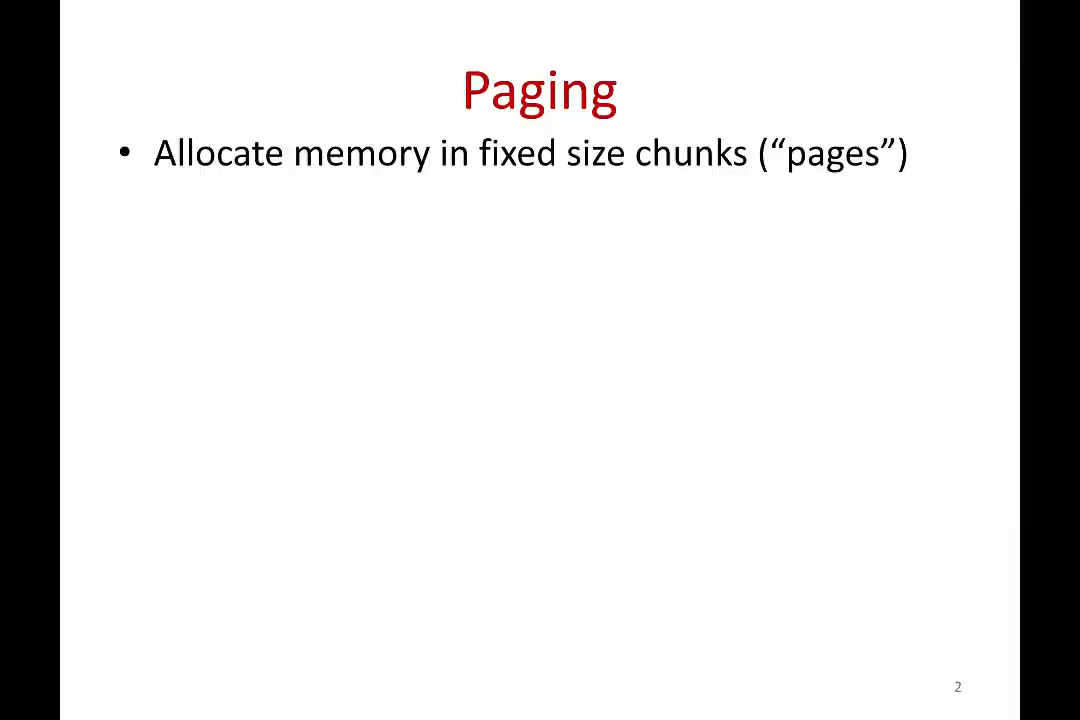 Paging
• Allocate memory in fixed size chunks (“pages”)
2